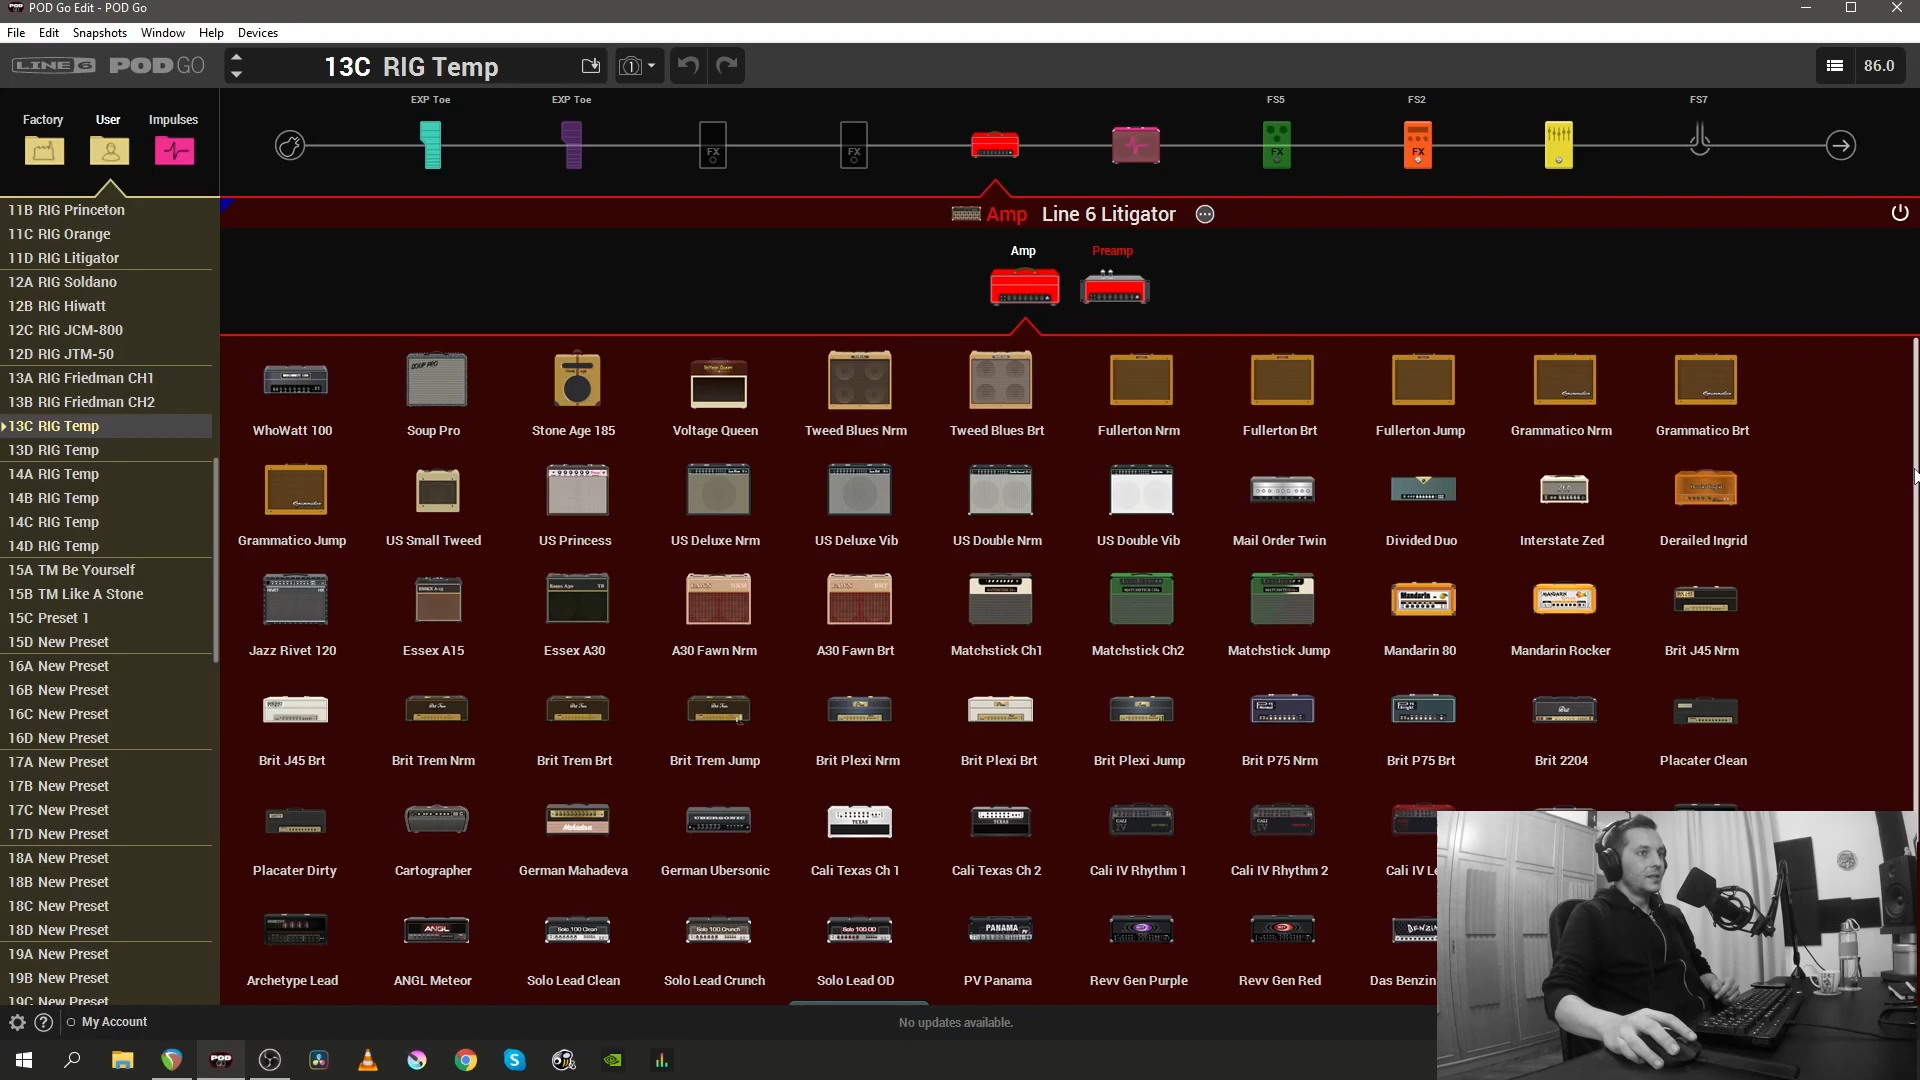 POD Go Edit - POD Go
File Edit Snapshots Window Help Devices
LINE 6 POD GO 13C RIG Temp 1 86.0
EXP Toe EXP Toe FS5 FS2 FS7
Factory User Impulses
FX FX FX FX
11B RIG Princeton
11C RIG Orange
11D RIG Litigator
12A RIG Soldano
12B RIG Hiwatt
12C RIG JCM-800
12D RIG JTM-50
13A RIG Friedman CH1
13B RIG Friedman CH2
13C RIG Temp
13D RIG Temp
14A RIG Temp
14B RIG Temp
14C RIG Temp
14D RIG Temp
15A TM Be Yourself
15B TM Like A Stone
15C Preset 1
15D New Preset
16A New Preset
16B New Preset
16C New Preset
16D New Preset
17A New Preset
17B New Preset
17C New Preset
17D New Preset
18A New Preset
18B New Preset
18C New Preset
18D New Preset
19A New Preset
19B New Preset
19C New Preset
Amp Line 6 Litigator
Amp Preamp
WhoWatt 100 Soup Pro Stone Age 185 Voltage Queen Tweed Blues Nrm Tweed Blues Brt Fullerton Nrm Fullerton Brt Fullerton Jump Grammatico Nrm Grammatico Brt
Grammatico Jump US Small Tweed US Princess US Deluxe Nrm US Deluxe Vib US Double Nrm US Double Vib Mail Order Twin Divided Duo Interstate Zed Derailed Ingrid
Jazz Rivet 120 Essex A15 Essex A30 A30 Fawn Nrm A30 Fawn Brt Matchstick Ch1 Matchstick Ch2 Matchstick Jump Mandarin 80 Mandarin Rocker Brit J45 Nrm
Brit J45 Brt Brit Trem Nrm Brit Trem Brt Brit Trem Jump Brit Plexi Nrm Brit Plexi Brt Brit Plexi Jump Brit P75 Nrm Brit P75 Brt Brit 2204 Placater Clean
Placater Dirty Cartographer German Mahadeva German Ubersonic Cali Texas Ch 1 Cali Texas Ch 2 Cali IV Rhythm 1 Cali IV Rhythm 2 Cali IV Le
Archetype Lead ANGL Meteor Solo Lead Clean Solo Lead Crunch Solo Lead OD PV Panama Revv Gen Purple Revv Gen Red Das Benzin
My Account No updates available.